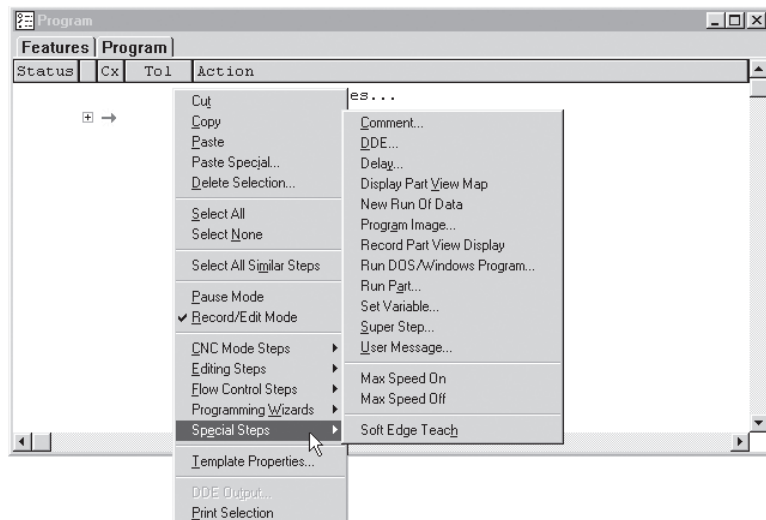 Program
Features Program
Status Cx Tol Action
es...
Cut
Copy
Paste
Paste Special...
Delete Selection...
Select All
Select None
Select All Similar Steps
Pause Mode
Record/Edit Mode
CNC Mode Steps
Editing Steps
Flow Control Steps
Programming Wizards
Special Steps
Template Properties...
DDE Output...
Print Selection
Comment...
DDE...
Delay...
Display Part View Map
New Run Of Data
Program Image...
Record Part View Display
Run DOS/Windows Program...
Run Part...
Set Variable...
Super Step...
User Message...
Max Speed On
Max Speed Off
Soft Edge Teach